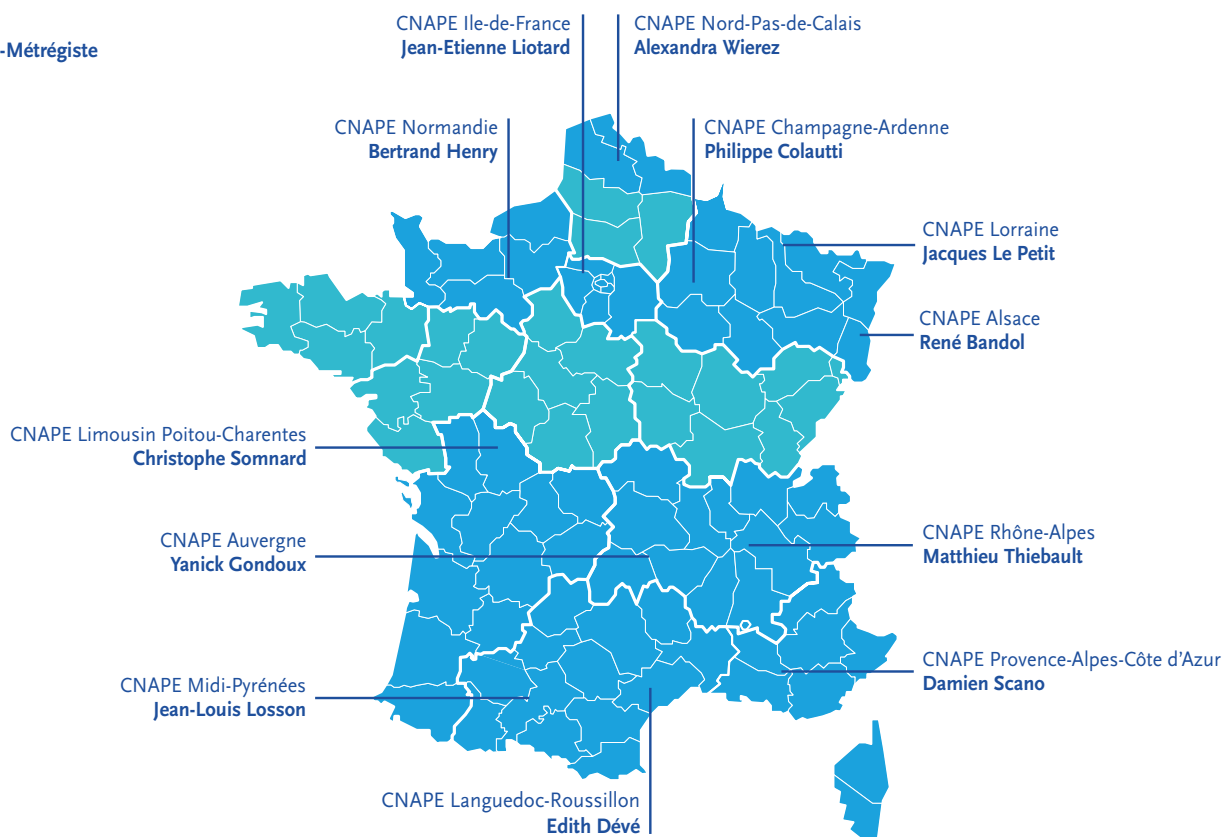 CNAPE Ile-de-France
Jean-Etienne Liotard
CNAPE Nord-Pas-de-Calais
Alexandra Wierez
-Métrégiste
CNAPE Normandie
Bertrand Henry
CNAPE Champagne-Ardenne
Philippe Colautti
CNAPE Lorraine
Jacques Le Petit
CNAPE Alsace
René Bandol
CNAPE Limousin Poitou-Charentes
Christophe Somnard
CNAPE Auvergne
Yanick Gondoux
CNAPE Rhône-Alpes
Matthieu Thiebault
CNAPE Provence-Alpes-Côte d'Azur
Damien Scano
CNAPE Midi-Pyrénées
Jean-Louis Losson
CNAPE Languedoc-Roussillon
Edith Dévé